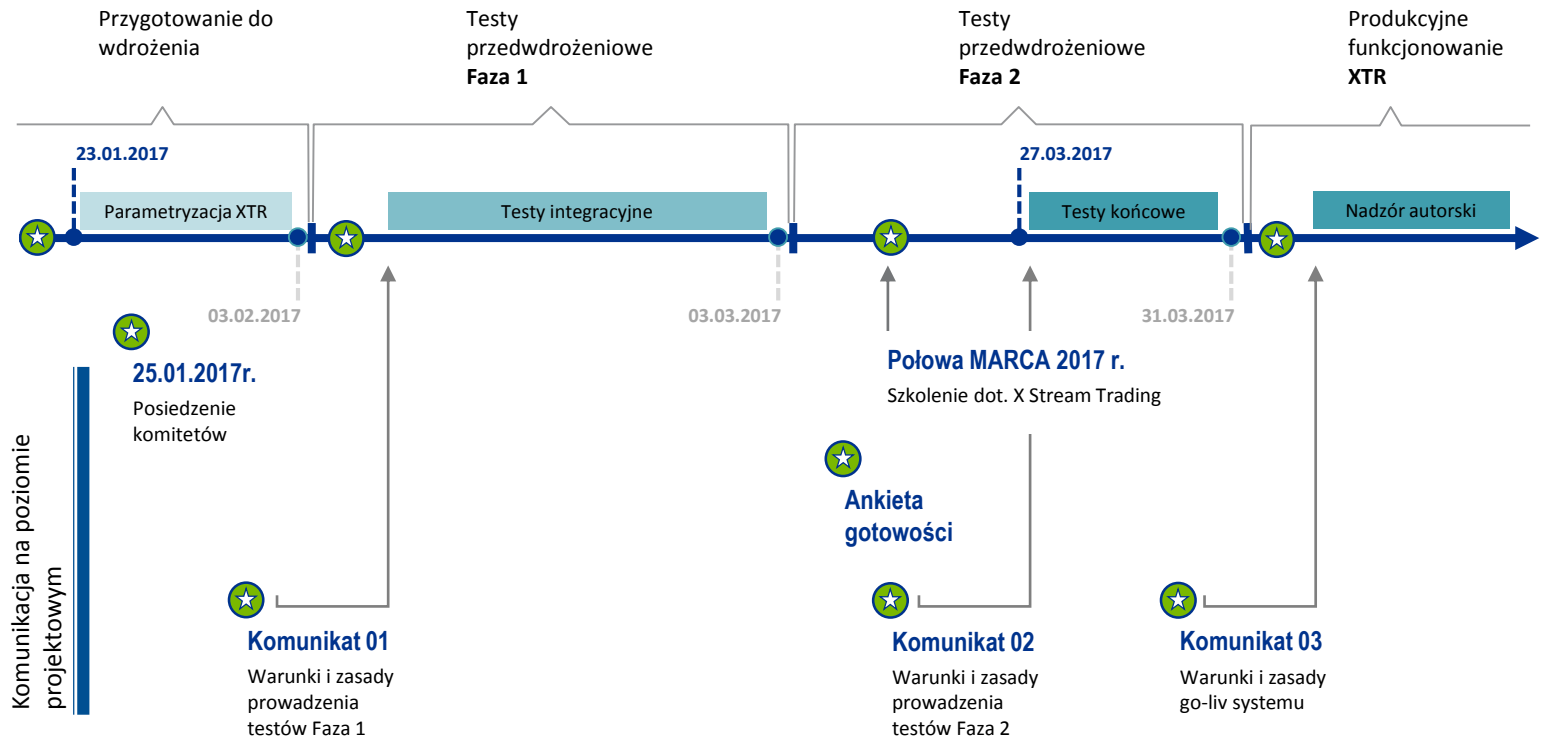 Przygotowanie do
wdrożenia
Testy
przedwdrożeniowe
Faza 1
Testy
przedwdrożeniowe
Faza 2
Produkcyjne
funkcjonowanie
XTR
23.01.2017
27.03.2017
Parametryzacja XTR
Testy integracyjne
Testy końcowe
Nadzór autorski
03.02.2017
03.03.2017
31.03.2017
Komunikacja na poziomie
projektowym
25.01.2017r.
Posiedzenie
komitetów
Połowa MARCA 2017 r.
Szkolenie dot. X Stream Trading
Ankieta
gotowości
Komunikat 01
Warunki i zasady
prowadzenia
testów Faza 1
Komunikat 02
Warunki i zasady
prowadzenia
testów Faza 2
Komunikat 03
Warunki i zasady
go-liv systemu